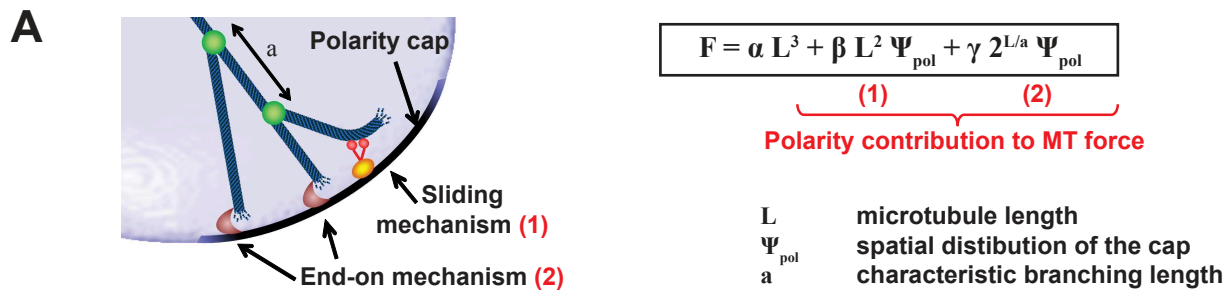 A
a
Polarity cap
Sliding
mechanism (1)
End-on mechanism (2)
F = α L³ + β L² Ψpol + γ 2^L/a Ψpol
(1) (2)
Polarity contribution to MT force
L microtubule length
Ψpol spatial distibution of the cap
a characteristic branching length